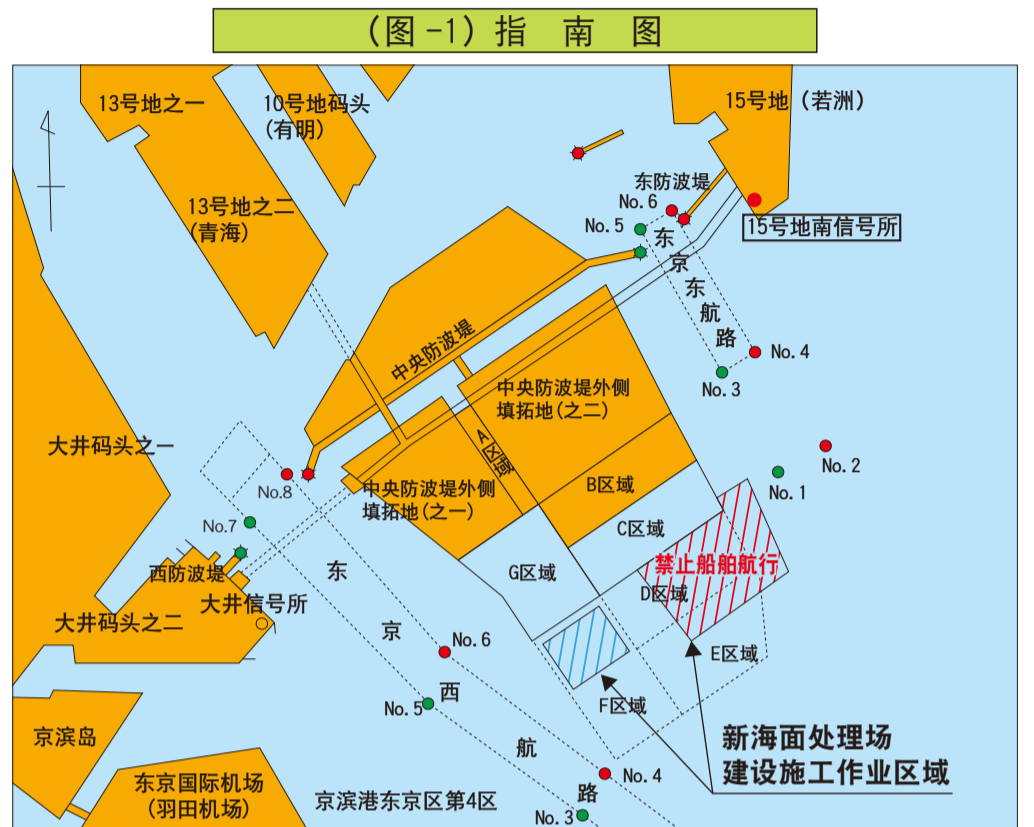 (图-1) 指 南 图
13号地之一
10号地码头
(有明)
15号地 (若洲)
13号地之二
(青海)
东防波堤
No.6
No.5
15号地南信号所
东京东航路
No.4
No.3
中央防波堤
中央防波堤外侧
填拓地(之二)
No.2
No.1
大井码头之一
A区域
B区域
No.8
中央防波堤外侧
填拓地(之一)
No.7
C区域
禁止船舶航行
G区域
D区域
西防波堤
大井信号所
大井码头之二
No.6
E区域
东京西航路
No.5
F区域
京滨岛
新海面处理场
建设施工作业区域
东京国际机场
(羽田机场)
京滨港东京区第4区
No.4
No.3